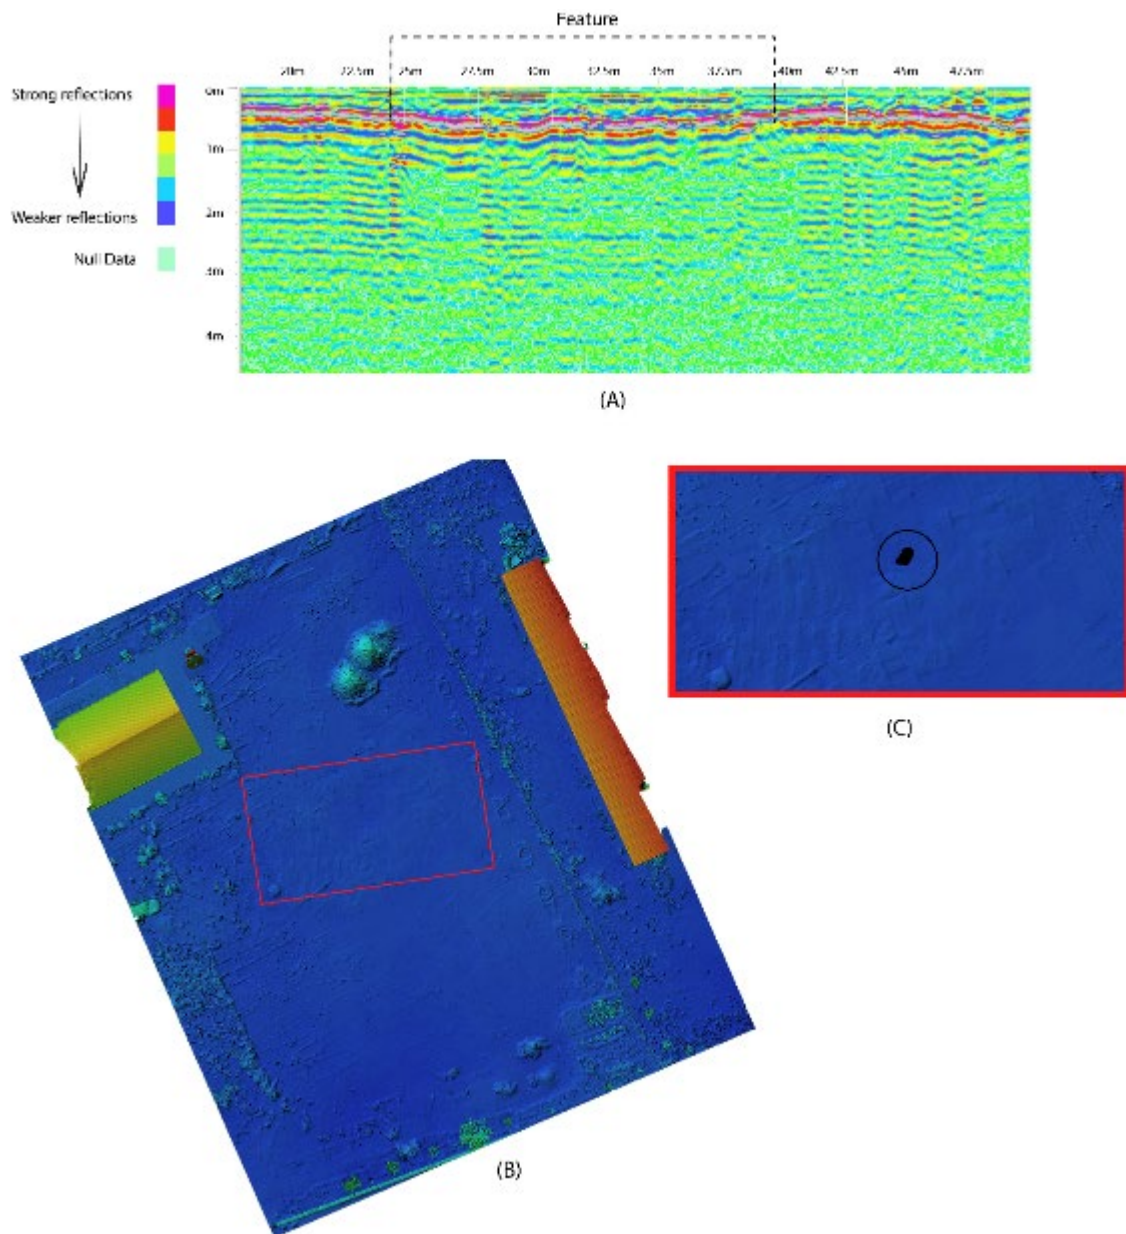 Feature
20m 22.5m 25m 27.5m 30m 32.5m 35m 37.5m 40m 42.5m 45m 47.5m
Strong reflections
0m
1m
Weaker reflections
2m
Null Data
3m
4m
(A)
(C)
(B)